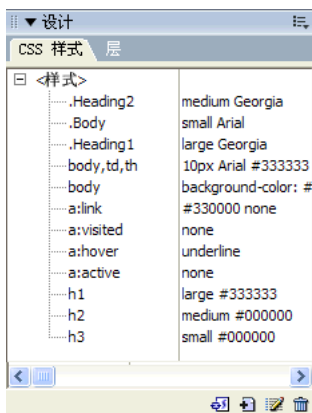 设计
CSS 样式 层
<样式>
.Heading2 medium Georgia
.Body small Arial
.Heading1 large Georgia
body,td,th 10px Arial #333333
body background-color: #
a:link #330000 none
a:visited none
a:hover underline
a:active none
h1 large #333333
h2 medium #000000
h3 small #000000